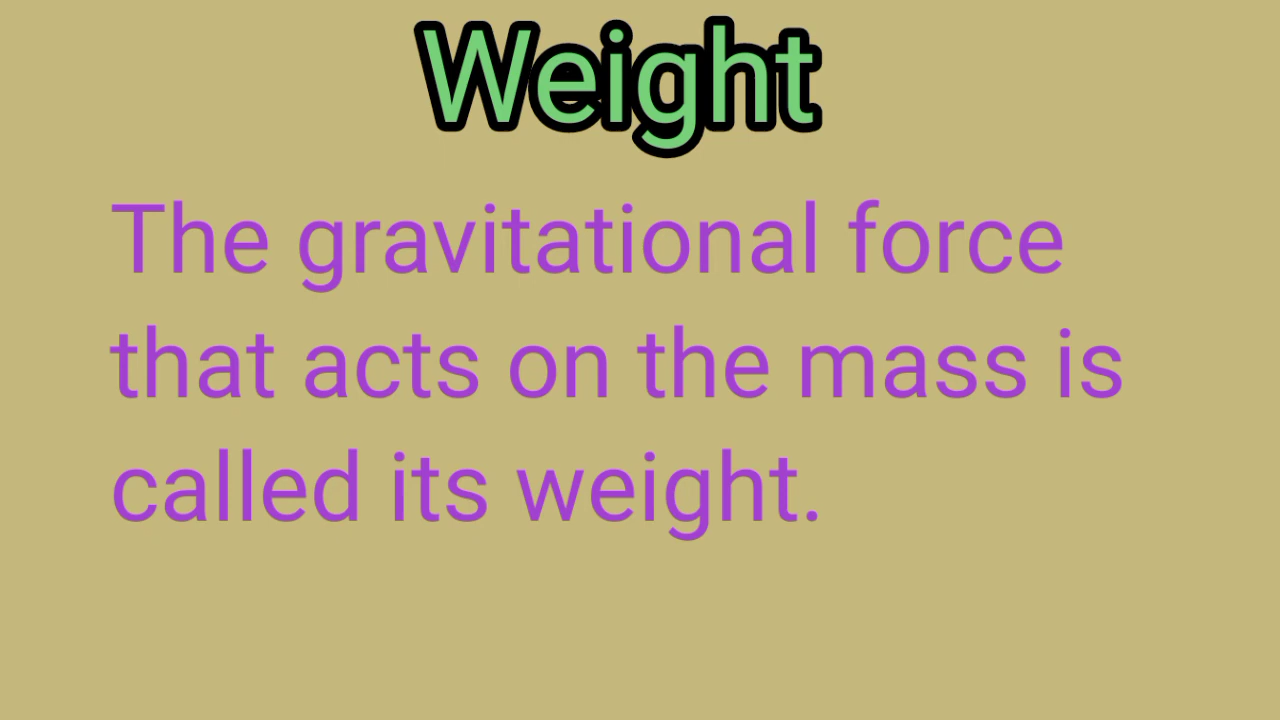 Weight
The gravitational force
that acts on the mass is
called its weight.